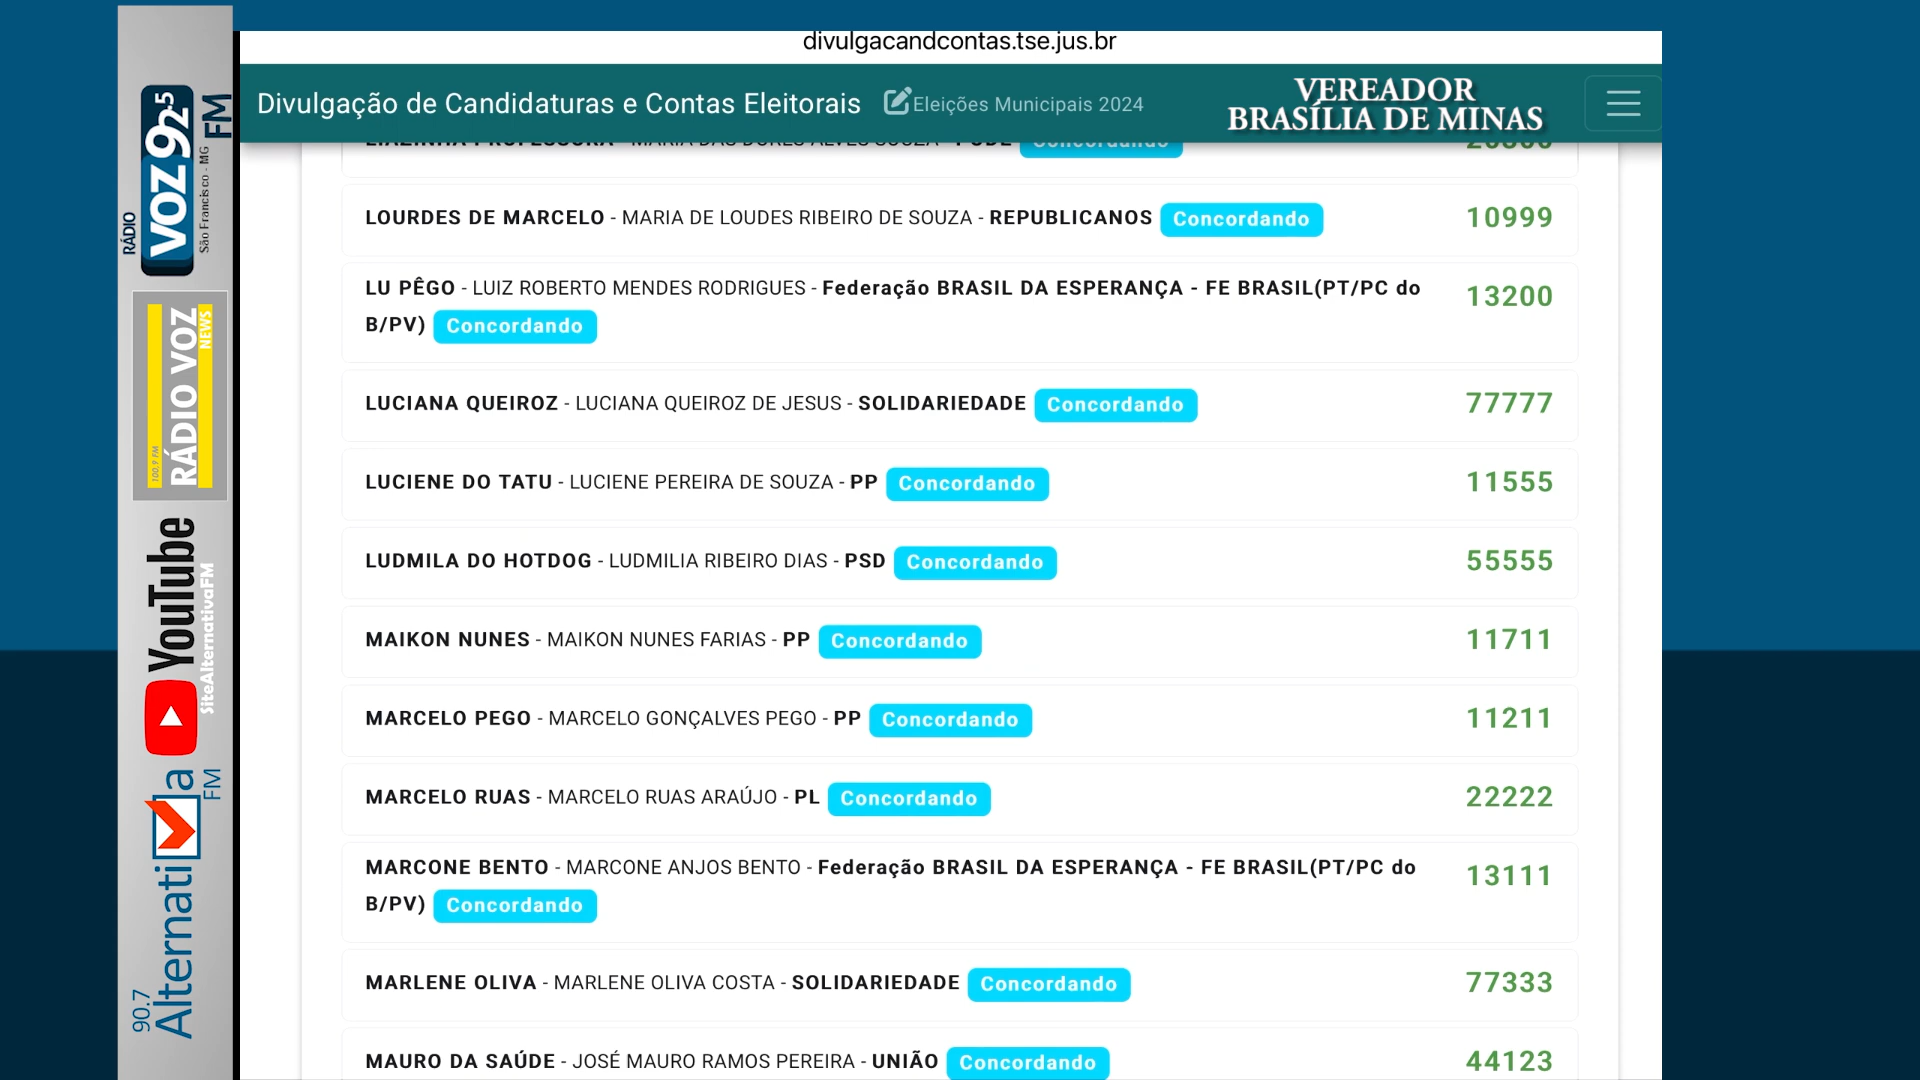 divulgacandcontas.tse.jus.br
Divulgação de Candidaturas e Contas Eleitorais Eleições Municipais 2024
VEREADOR
BRASÍLIA DE MINAS
LOURDES DE MARCELO - MARIA DE LOUDES RIBEIRO DE SOUZA - REPUBLICANOS Concordando 10999
LU PÊGO - LUIZ ROBERTO MENDES RODRIGUES - Federação BRASIL DA ESPERANÇA - FE BRASIL(PT/PC do 13200
B/PV) Concordando
LUCIANA QUEIROZ - LUCIANA QUEIROZ DE JESUS - SOLIDARIEDADE Concordando 77777
LUCIENE DO TATU - LUCIENE PEREIRA DE SOUZA - PP Concordando 11555
LUDMILA DO HOTDOG - LUDMILIA RIBEIRO DIAS - PSD Concordando 55555
MAIKON NUNES - MAIKON NUNES FARIAS - PP Concordando 11711
MARCELO PEGO - MARCELO GONÇALVES PEGO - PP Concordando 11211
MARCELO RUAS - MARCELO RUAS ARAÚJO - PL Concordando 22222
MARCONE BENTO - MARCONE ANJOS BENTO - Federação BRASIL DA ESPERANÇA - FE BRASIL(PT/PC do 13111
B/PV) Concordando
MARLENE OLIVA - MARLENE OLIVA COSTA - SOLIDARIEDADE Concordando 77333
MAURO DA SAÚDE - JOSÉ MAURO RAMOS PEREIRA - UNIÃO Concordando 44123
RÁDIO
VOZ 92,5 FM
São Francisco - MG
100,9 FM
RÁDIO VOZ
NEWS
YouTube
SiteAlternativaFM
90.7
Alternativa
FM